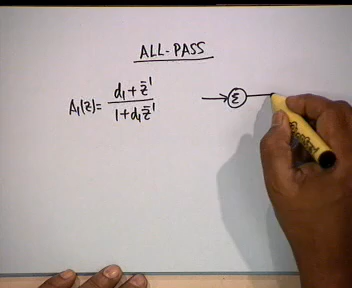 ALL-PASS
A₁(z) = (d₁ + z⁻¹) / (1 + d₁z⁻¹)
Σ